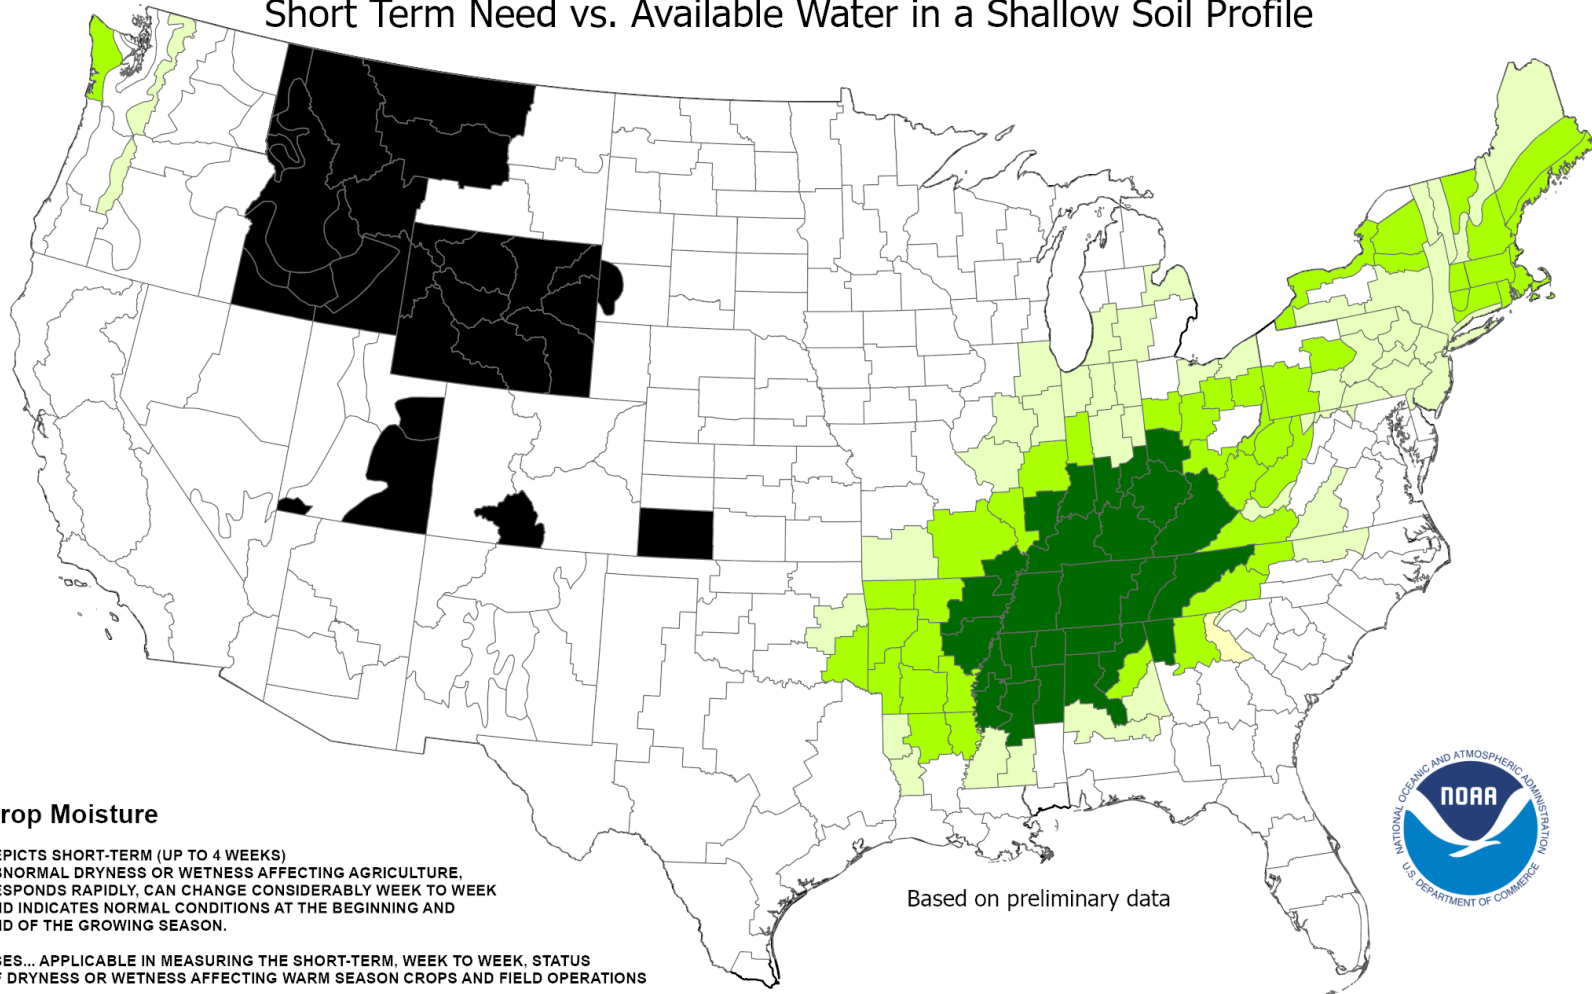 Short Term Need vs. Available Water in a Shallow Soil Profile
rop Moisture
EPICTS SHORT-TERM (UP TO 4 WEEKS)
BNORMAL DRYNESS OR WETNESS AFFECTING AGRICULTURE,
ESPONDS RAPIDLY, CAN CHANGE CONSIDERABLY WEEK TO WEEK
ND INDICATES NORMAL CONDITIONS AT THE BEGINNING AND
ND OF THE GROWING SEASON.
SES... APPLICABLE IN MEASURING THE SHORT-TERM, WEEK TO WEEK, STATUS
F DRYNESS OR WETNESS AFFECTING WARM SEASON CROPS AND FIELD OPERATIONS
Based on preliminary data
NATIONAL OCEANIC AND ATMOSPHERIC ADMINISTRATION
NOAA
U.S. DEPARTMENT OF COMMERCE